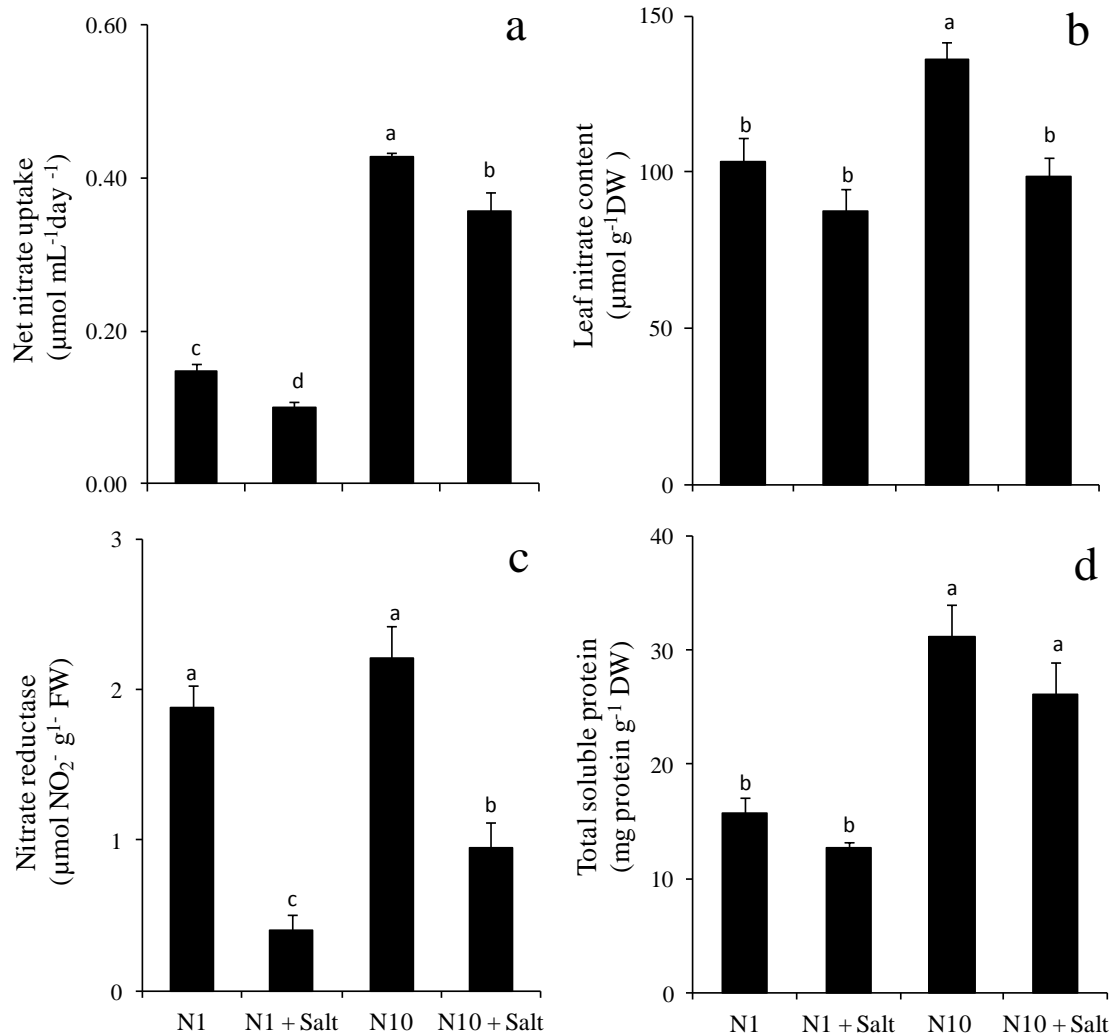 a
0.60
0.40
0.20
0.00
Net nitrate uptake
(µmol mL⁻¹day ⁻¹)
c
d
a
b
b
150
100
50
0
Leaf nitrate content
(µmol g⁻¹DW )
b
b
a
b
c
3
2
1
0
Nitrate reductase
(µmol NO₂⁻ g¹⁻ FW)
a
c
a
b
N1
N1 + Salt
N10
N10 + Salt
d
40
30
20
10
0
Total soluble protein
(mg protein g⁻¹ DW)
b
b
a
a
N1
N1 + Salt
N10
N10 + Salt